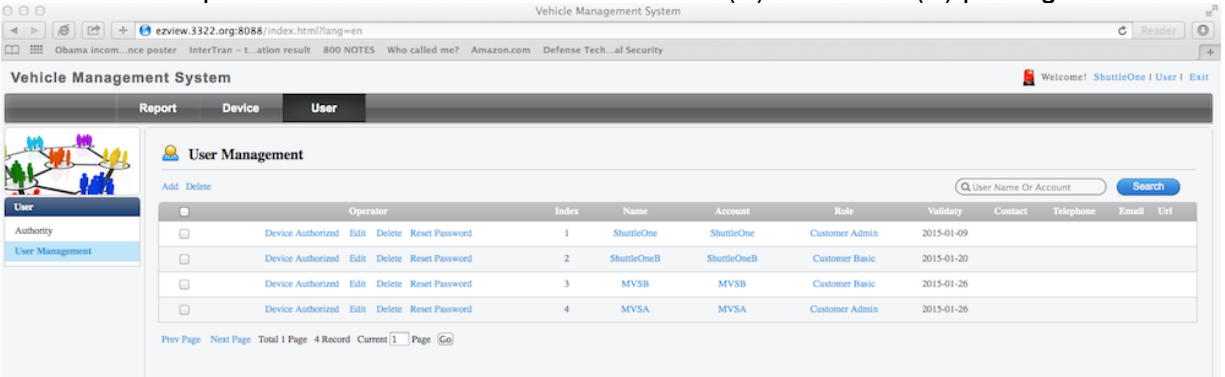 Vehicle Management System
ezview.3322.org:8088/index.html?lang=en
Reader
Obama incom...nce poster InterTran – t...ation result 800 NOTES Who called me? Amazon.com Defense Tech...al Security
Vehicle Management System
Welcome! ShuttleOne | User | Exit
Report Device User
User Management
Add Delete
User Name Or Account Search
User
Authority
User Management
Operator Index Name Account Role Validaty Contact Telephone Email Url
Device Authorized Edit Delete Reset Password 1 ShuttleOne ShuttleOne Customer Admin 2015-01-09
Device Authorized Edit Delete Reset Password 2 ShuttleOneB ShuttleOneB Customer Basic 2015-01-20
Device Authorized Edit Delete Reset Password 3 MVSB MVSB Customer Basic 2015-01-26
Device Authorized Edit Delete Reset Password 4 MVSA MVSA Customer Admin 2015-01-26
Prev Page Next Page Total 1 Page 4 Record Current 1 Page Go